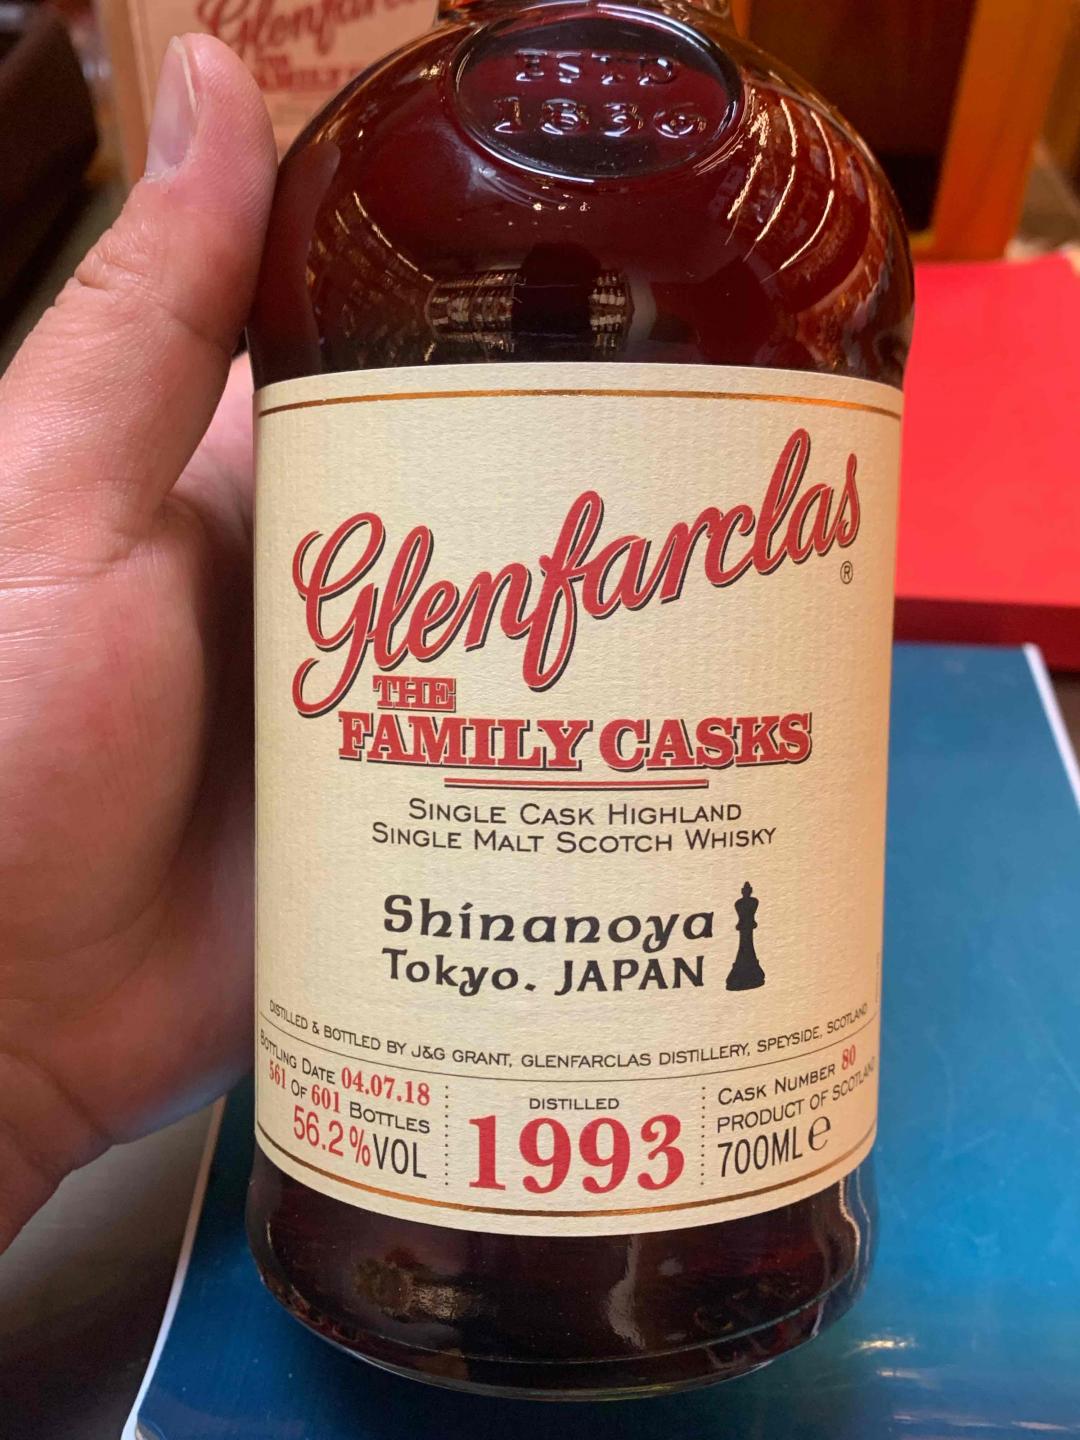 Glenfarclas
ESTD
1836
Glenfarclas ®
THE
FAMILY CASKS
SINGLE CASK HIGHLAND
SINGLE MALT SCOTCH WHISKY
Shinanoya
Tokyo. JAPAN
DISTILLED & BOTTLED BY J&G GRANT, GLENFARCLAS DISTILLERY, SPEYSIDE, SCOTLAND
BOTTLING DATE 04.07.18
561 OF 601 BOTTLES
56.2%VOL
DISTILLED
1993
CASK NUMBER 80
PRODUCT OF SCOTLAND
700ML e